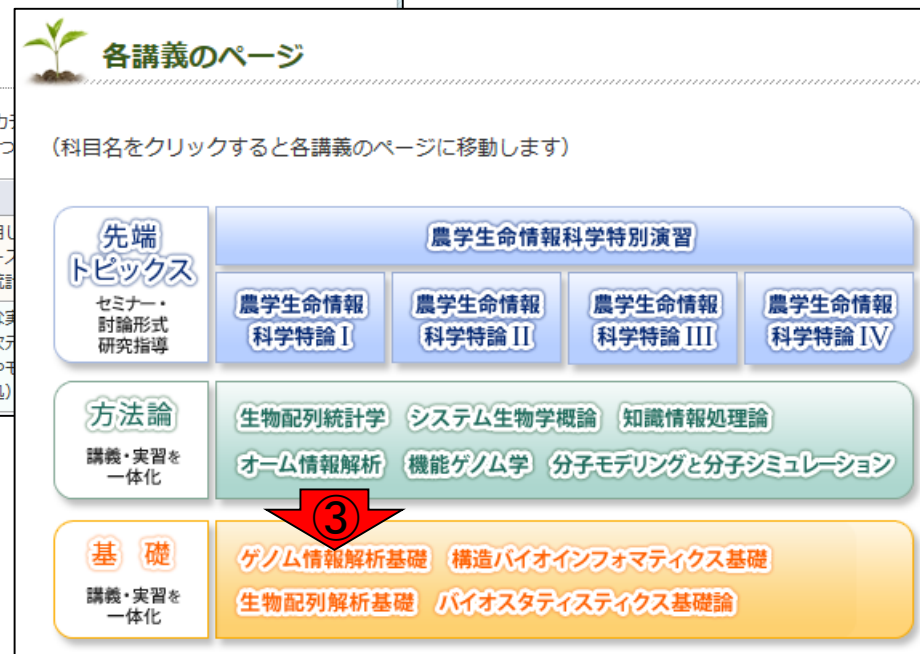 各講義のページ
(科目名をクリックすると各講義のページに移動します)
先端
トピックス
セミナー・
討論形式
研究指導
農学生命情報科学特別演習
農学生命情報
科学特論I
農学生命情報
科学特論II
農学生命情報
科学特論III
農学生命情報
科学特論IV
方法論
講義・実習を
一体化
生物配列統計学 システム生物学概論 知識情報処理論
オーム情報解析 機能ゲノム学 分子モデリングと分子シミュレーション
③
基 礎
講義・実習を
一体化
ゲノム情報解析基礎 構造バイオインフォマティクス基礎
生物配列解析基礎 バイオスタティスティクス基礎論